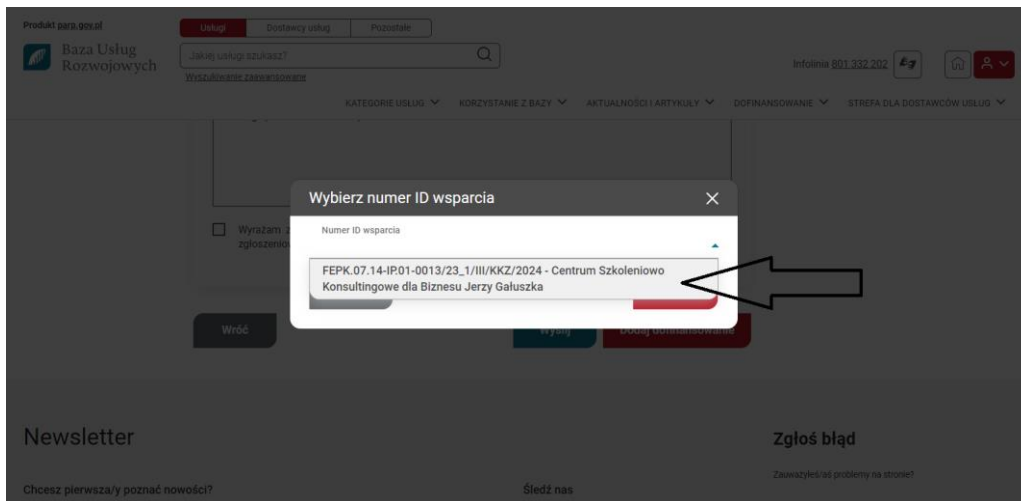 Produkt parp.gov.pl
Usługi Dostawcy usług Pozostałe
Baza Usług
Rozwojowych
Jakiej usługi szukasz?
Wyszukiwanie zaawansowane
Infolinia 801 332 202
KATEGORIE USŁUG KORZYSTANIE Z BAZY AKTUALNOŚCI I ARTYKUŁY DOFINANSOWANIE STREFA DLA DOSTAWCÓW USŁUG
Wybierz numer ID wsparcia
Wyrażam z
zgłoszenio
Numer ID wsparcia
FEPK.07.14-IP.01-0013/23_1/III/KKZ/2024 - Centrum Szkoleniowo
Konsultingowe dla Biznesu Jerzy Gałuszka
Wróć Wyślij Dodaj dofinansowanie
Newsletter
Zgłoś błąd
Zauważyłeś/aś problemy na stronie?
Chcesz pierwsza/y poznać nowości?
Śledź nas